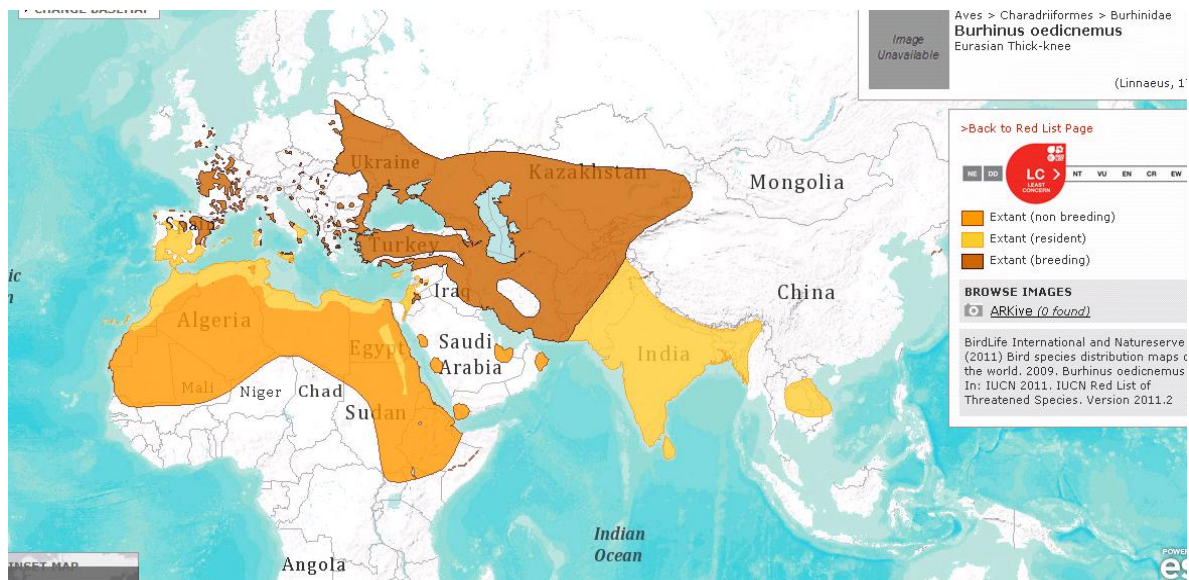 CHANGE BASEMAP
Image
Unavailable
Aves > Charadriiformes > Burhinidae
Burhinus oedicnemus
Eurasian Thick-knee
(Linnaeus,
>Back to Red List Page
NE DD LC > NT VU EN CR EW
LEAST
CONCERN
Extant (non breeding)
Extant (resident)
Extant (breeding)
BROWSE IMAGES
ARKive (0 found)
BirdLife International and Natureserve
(2011) Bird species distribution maps
the world. 2009. Burhinus oedicnemus
In: IUCN 2011. IUCN Red List of
Threatened Species. Version 2011.2
Ukraine
Kazakhstan
Mongolia
Spain
Turkey
Iraq
China
Algeria
Egypt
Saudi
Arabia
India
Mali
Niger
Chad
Sudan
Indian
Ocean
Angola
INSET MAP